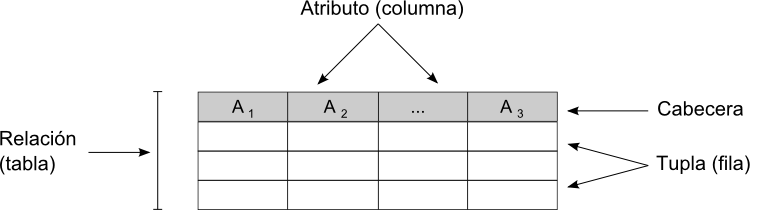 Atributo (columna)
A 1 A 2 ... A 3
Cabecera
Relación
(tabla)
Tupla (fila)